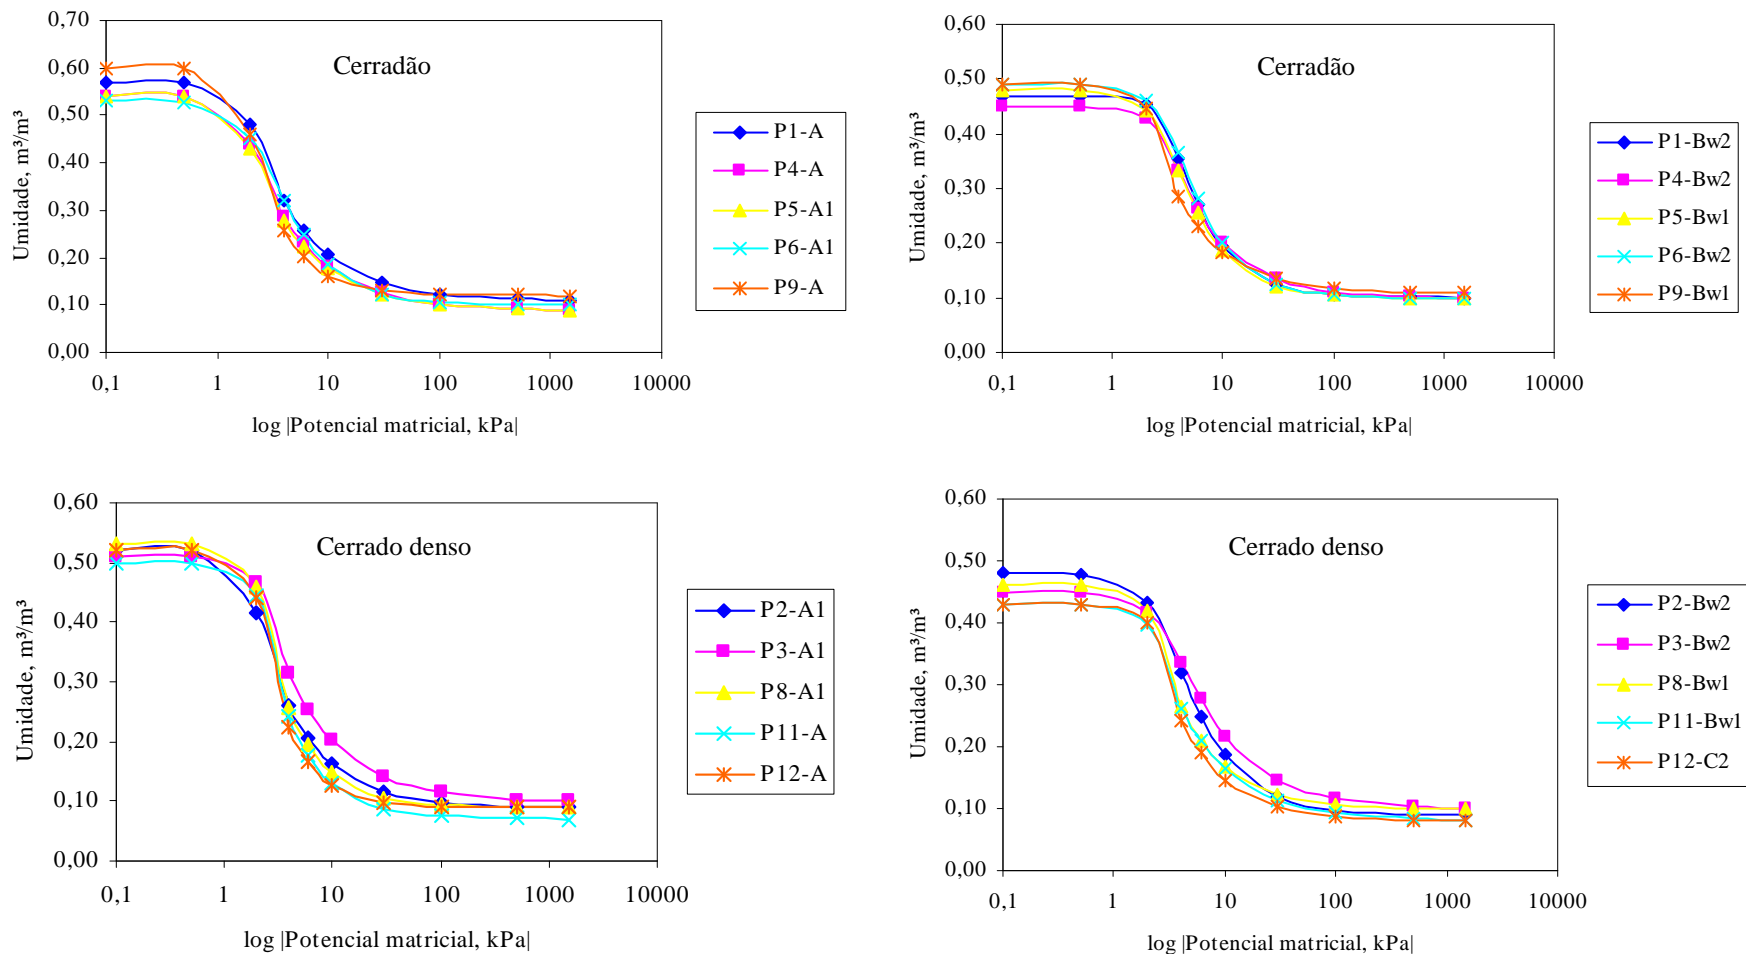 Cerradão
0,70
0,60
0,50
0,40
0,30
0,20
0,10
0,00
Umidade, m³/m³
0,1 1 10 100 1000 10000
log |Potencial matricial, kPa|
P1-A
P4-A
P5-A1
P6-A1
P9-A
Cerradão
0,60
0,50
0,40
0,30
0,20
0,10
0,00
Umidade, m³/m³
0,1 1 10 100 1000 10000
log |Potencial matricial, kPa|
P1-Bw2
P4-Bw2
P5-Bw1
P6-Bw2
P9-Bw1
Cerrado denso
0,60
0,50
0,40
0,30
0,20
0,10
0,00
Umidade, m³/m³
0,1 1 10 100 1000 10000
log |Potencial matricial, kPa|
P2-A1
P3-A1
P8-A1
P11-A
P12-A
Cerrado denso
0,60
0,50
0,40
0,30
0,20
0,10
0,00
Umidade, m³/m³
0,1 1 10 100 1000 10000
log |Potencial matricial, kPa|
P2-Bw2
P3-Bw2
P8-Bw1
P11-Bw1
P12-C2